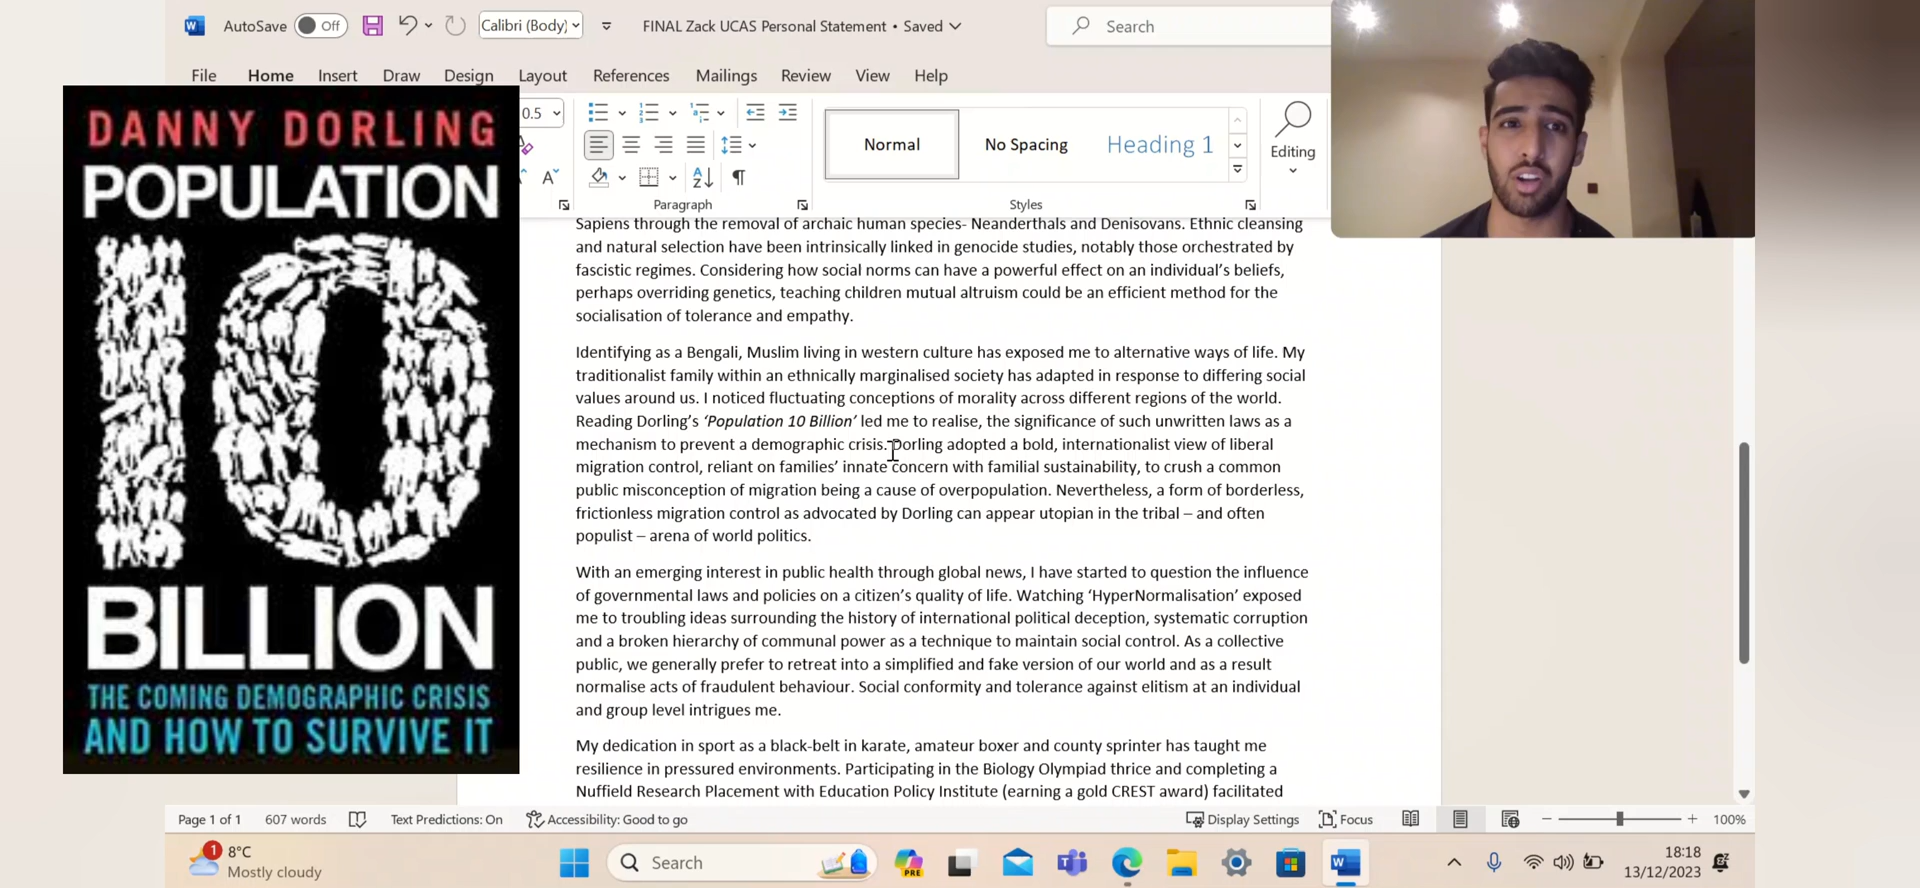 AutoSave Off Calibri (Body) FINAL Zack UCAS Personal Statement • Saved Search
File Home Insert Draw Design Layout References Mailings Review View Help
DANNY DORLING
POPULATION
10
BILLION
THE COMING DEMOGRAPHIC CRISIS
AND HOW TO SURVIVE IT
0.5
Normal No Spacing Heading 1
Editing
Paragraph Styles
Sapiens through the removal of archaic human species- Neanderthals and Denisovans. Ethnic cleansing
and natural selection have been intrinsically linked in genocide studies, notably those orchestrated by
fascistic regimes. Considering how social norms can have a powerful effect on an individual's beliefs,
perhaps overriding genetics, teaching children mutual altruism could be an efficient method for the
socialisation of tolerance and empathy.
Identifying as a Bengali, Muslim living in western culture has exposed me to alternative ways of life. My
traditionalist family within an ethnically marginalised society has adapted in response to differing social
values around us. I noticed fluctuating conceptions of morality across different regions of the world.
Reading Dorling's 'Population 10 Billion' led me to realise, the significance of such unwritten laws as a
mechanism to prevent a demographic crisis. Dorling adopted a bold, internationalist view of liberal
migration control, reliant on families' innate concern with familial sustainability, to crush a common
public misconception of migration being a cause of overpopulation. Nevertheless, a form of borderless,
frictionless migration control as advocated by Dorling can appear utopian in the tribal – and often
populist – arena of world politics.
With an emerging interest in public health through global news, I have started to question the influence
of governmental laws and policies on a citizen's quality of life. Watching 'HyperNormalisation' exposed
me to troubling ideas surrounding the history of international political deception, systematic corruption
and a broken hierarchy of communal power as a technique to maintain social control. As a collective
public, we generally prefer to retreat into a simplified and fake version of our world and as a result
normalise acts of fraudulent behaviour. Social conformity and tolerance against elitism at an individual
and group level intrigues me.
My dedication in sport as a black-belt in karate, amateur boxer and county sprinter has taught me
resilience in pressured environments. Participating in the Biology Olympiad thrice and completing a
Nuffield Research Placement with Education Policy Institute (earning a gold CREST award) facilitated
Page 1 of 1 607 words Text Predictions: On Accessibility: Good to go Display Settings Focus 100%
1 8°C
Mostly cloudy
Search
PRE
18:18
13/12/2023